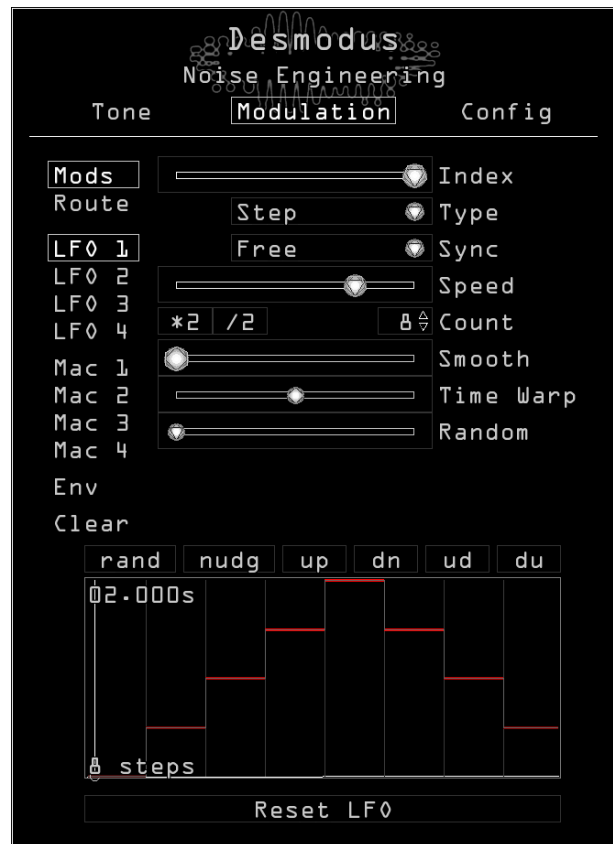 Desmodus
Noise Engineering
Tone Modulation Config
Mods Index
Route Step Type
LFO 1 Free Sync
LFO 2 Speed
LFO 3
LFO 4 *2 /2 8 Count
Mac 1 Smooth
Mac 2 Time Warp
Mac 3 Random
Mac 4
Env
Clear
rand nudg up dn ud du
02.000s
8 steps
Reset LFO